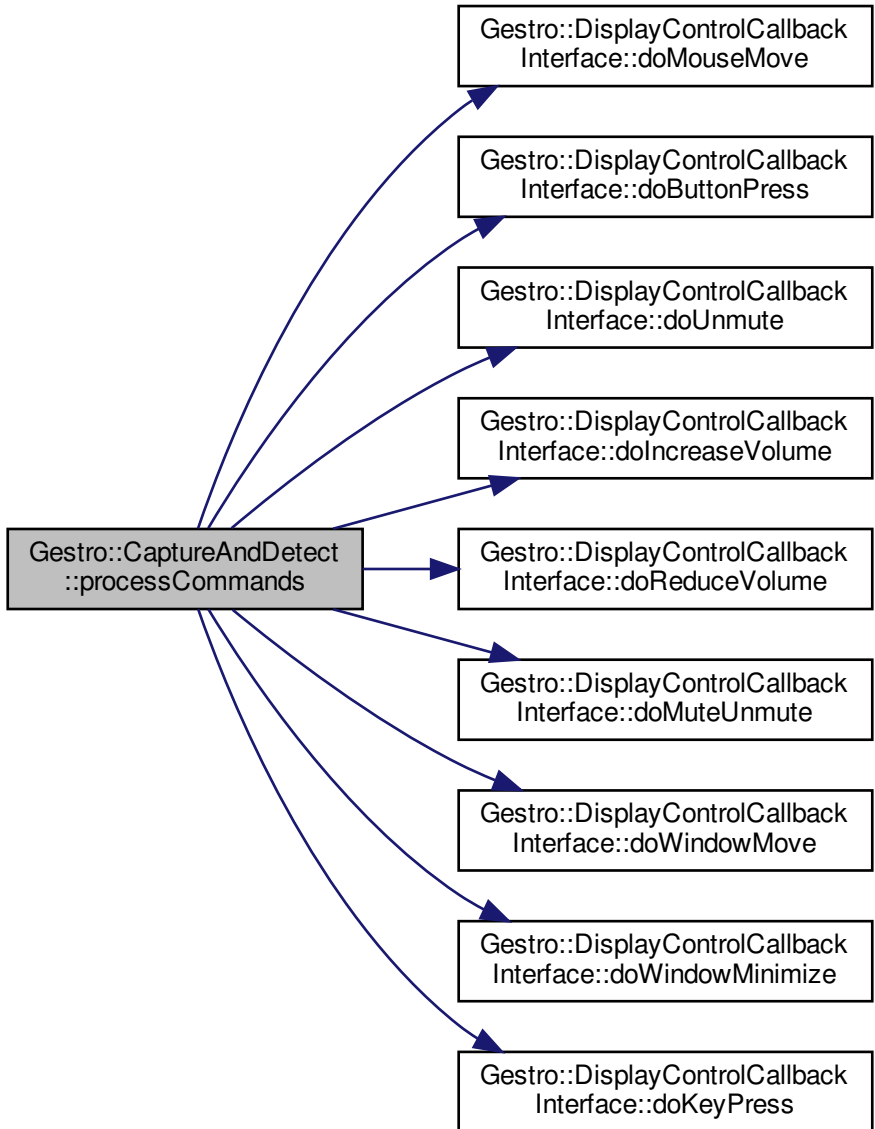 Gestro::DisplayControlCallback
Interface::doMouseMove
Gestro::DisplayControlCallback
Interface::doButtonPress
Gestro::DisplayControlCallback
Interface::doUnmute
Gestro::DisplayControlCallback
Interface::doIncreaseVolume
Gestro::CaptureAndDetect
::processCommands
Gestro::DisplayControlCallback
Interface::doReduceVolume
Gestro::DisplayControlCallback
Interface::doMuteUnmute
Gestro::DisplayControlCallback
Interface::doWindowMove
Gestro::DisplayControlCallback
Interface::doWindowMinimize
Gestro::DisplayControlCallback
Interface::doKeyPress